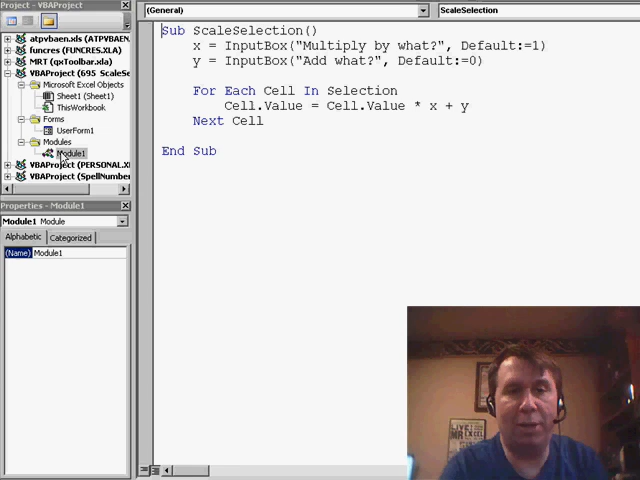 Project - VBAProject
(General)
ScaleSelection
atpvbaen.xls (ATPVBAEN.
funcres (FUNCRES.XLA)
MRT (qxToolbar.xla)
VBAProject (695 ScaleSe
Microsoft Excel Objects
Sheet1 (Sheet1)
ThisWorkbook
Forms
UserForm1
Modules
Module1
VBAProject (PERSONAL.X
VBAProject (SpellNumber
Properties - Module1
Module1 Module
Alphabetic Categorized
(Name) Module1
Sub ScaleSelection()
x = InputBox("Multiply by what?", Default:=1)
y = InputBox("Add what?", Default:=0)
For Each Cell In Selection
Cell.Value = Cell.Value * x + y
Next Cell
End Sub
LIVE
MR EXCEL